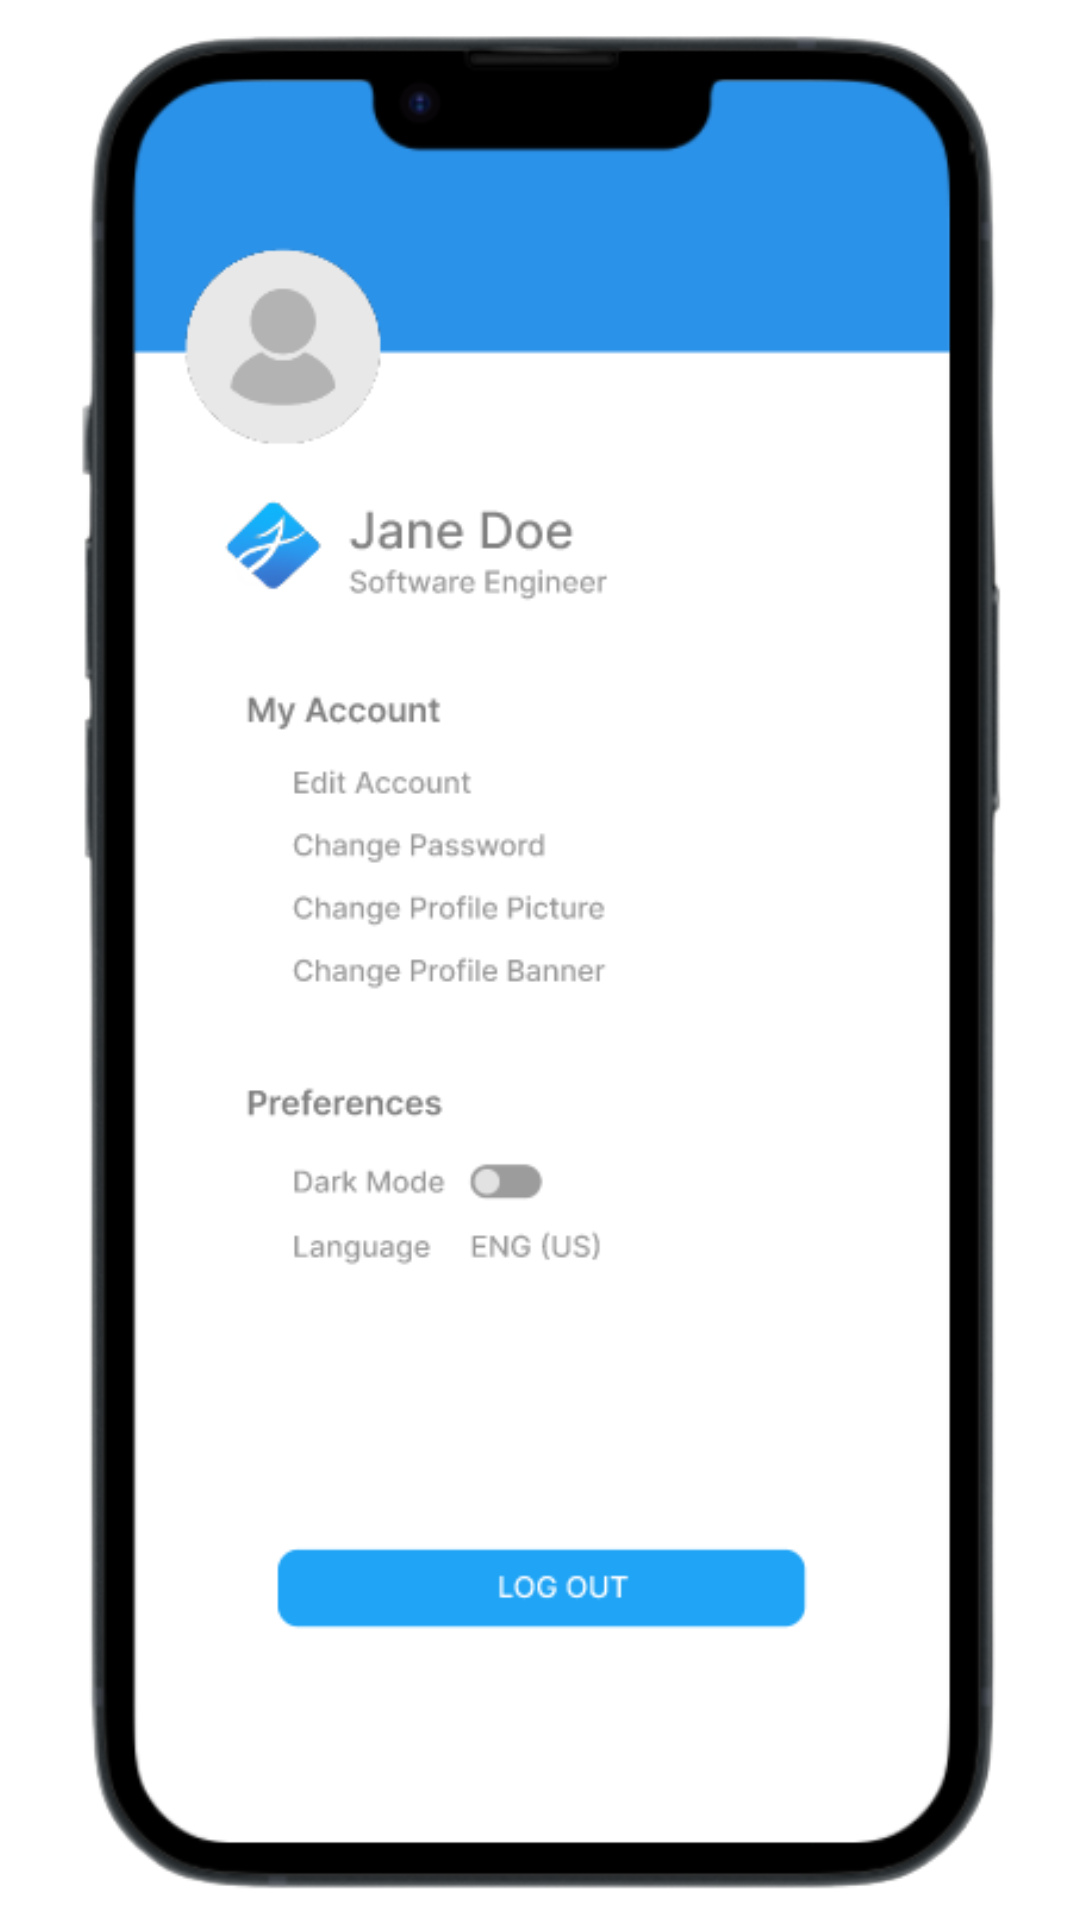 Jane Doe
Software Engineer
My Account
Edit Account
Change Password
Change Profile Picture
Change Profile Banner
Preferences
Dark Mode
Language ENG (US)
LOG OUT